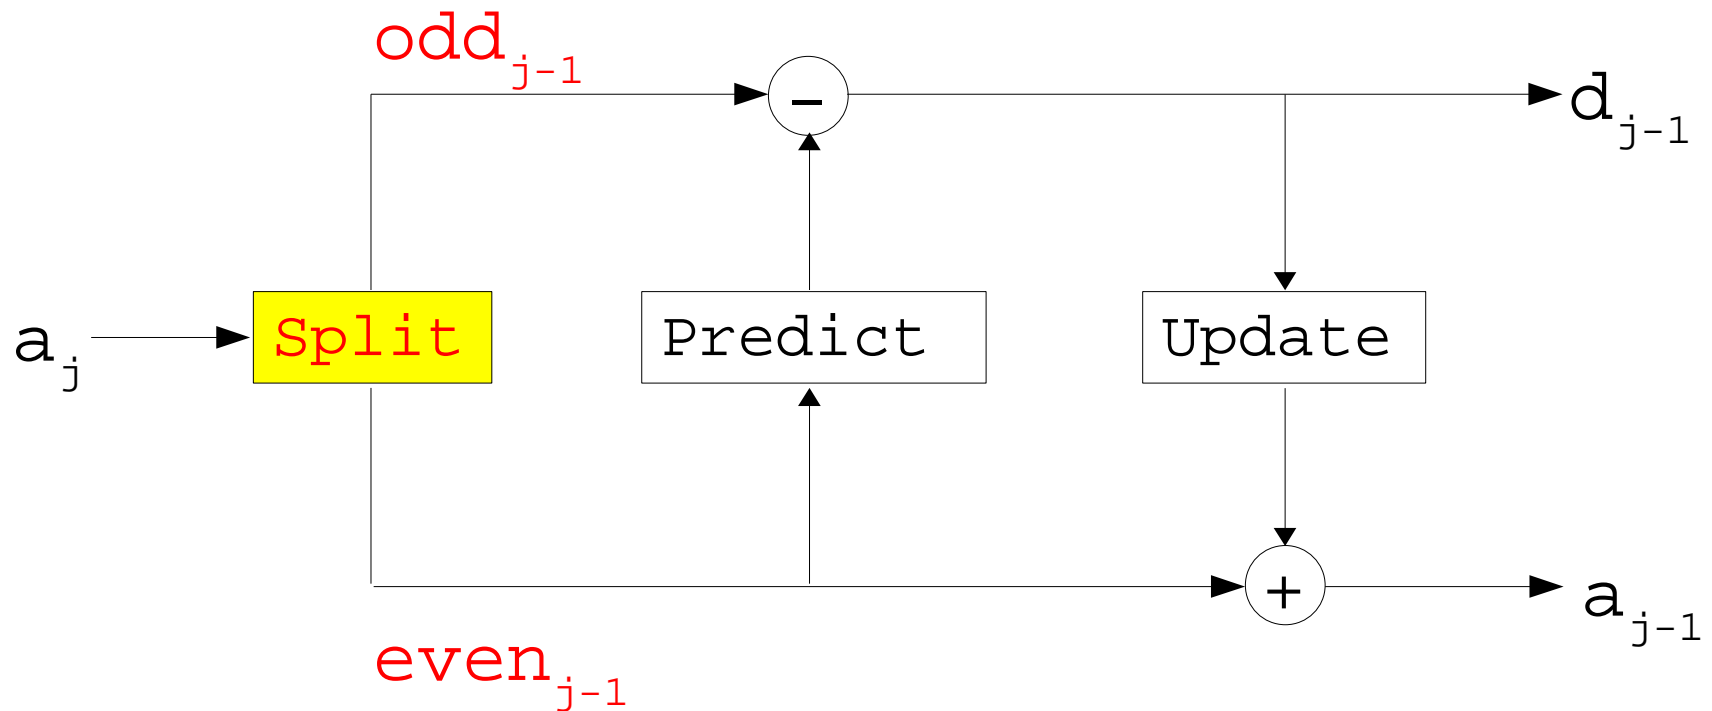 odd j-1
-
d j-1
a j
Split
Predict
Update
+
a j-1
even j-1